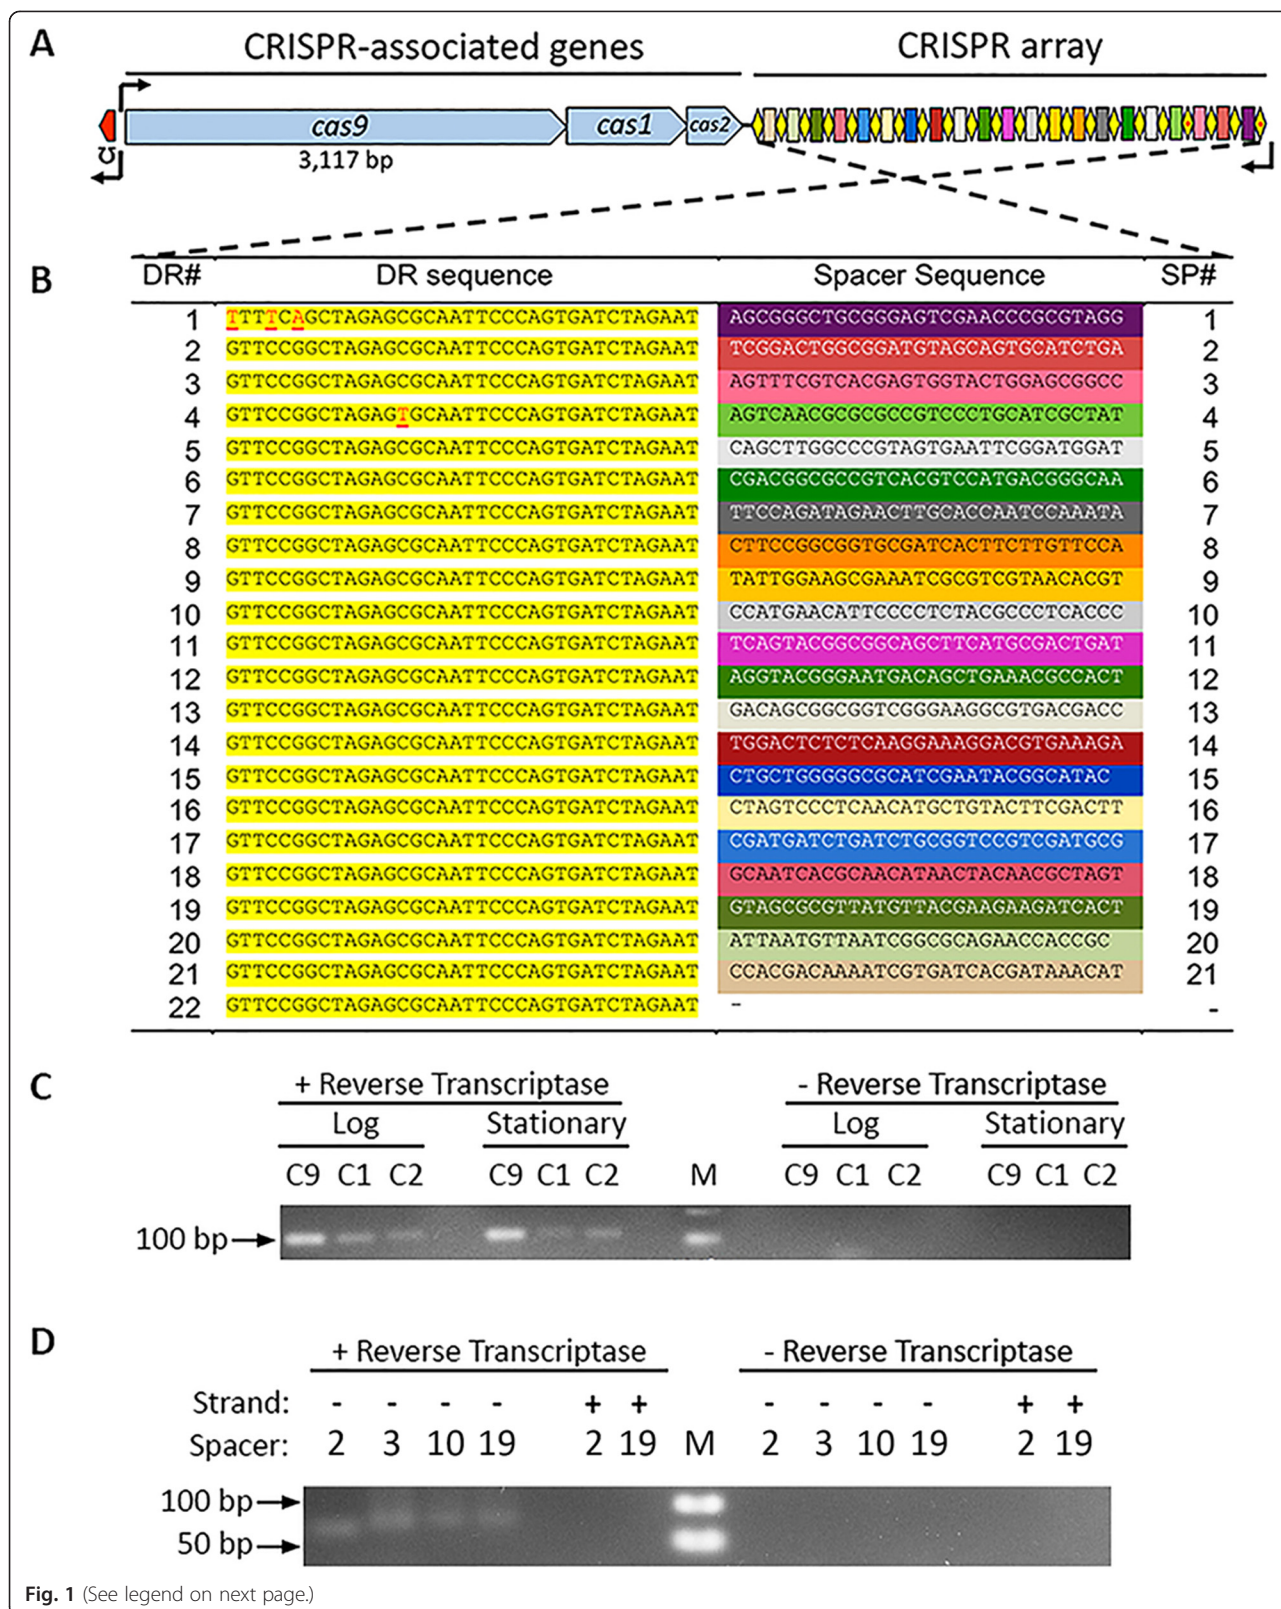 A
CRISPR-associated genes
CRISPR array
cas9
cas1
cas2
3,117 bp
B
DR# DR sequence Spacer Sequence SP#
1 TTTTCAGCTAGAGCGCAATTCCCAGTGATCTAGAAT AGCGGGCTGCGGGAGTCGAACCCGCGTAGG 1
2 GTTCCGGCTAGAGCGCAATTCCCAGTGATCTAGAAT TCGGACTGGCGGATGTAGCAGTGCATCTGA 2
3 GTTCCGGCTAGAGCGCAATTCCCAGTGATCTAGAAT AGTTTCGTCACGAGTGGTACTGGAGCGGCC 3
4 GTTCCGGCTAGAGTGCAATTCCCAGTGATCTAGAAT AGTCAACGCGCGCCGTCCCTGCATCGCTAT 4
5 GTTCCGGCTAGAGCGCAATTCCCAGTGATCTAGAAT CAGCTTGGCCCGTAGTGAATTCGGATGGAT 5
6 GTTCCGGCTAGAGCGCAATTCCCAGTGATCTAGAAT CGACGGCGCCGTCACGTCCATGACGGGCAA 6
7 GTTCCGGCTAGAGCGCAATTCCCAGTGATCTAGAAT TTCCAGATAGAACTTGCACCAATCCAAATA 7
8 GTTCCGGCTAGAGCGCAATTCCCAGTGATCTAGAAT CTTCCGGCGGTGCGATCACTTCTTGTTCCA 8
9 GTTCCGGCTAGAGCGCAATTCCCAGTGATCTAGAAT TATTGGAAGCGAAATCGCGTCGTAACACGT 9
10 GTTCCGGCTAGAGCGCAATTCCCAGTGATCTAGAAT CCATGAACATTCCCCTCTACGCCCTCACCC 10
11 GTTCCGGCTAGAGCGCAATTCCCAGTGATCTAGAAT TCAGTACGGCGGCAGCTTCATGCGACTGAT 11
12 GTTCCGGCTAGAGCGCAATTCCCAGTGATCTAGAAT AGGTACGGGAATGACAGCTGAAACGCCACT 12
13 GTTCCGGCTAGAGCGCAATTCCCAGTGATCTAGAAT GACAGCGGCGGTCGGGAAGGCGTGACGACC 13
14 GTTCCGGCTAGAGCGCAATTCCCAGTGATCTAGAAT TGGACTCTCTCAAGGAAAGGACGTGAAAGA 14
15 GTTCCGGCTAGAGCGCAATTCCCAGTGATCTAGAAT CTGCTGGGGGCGCATCGAATACGGCATAC 15
16 GTTCCGGCTAGAGCGCAATTCCCAGTGATCTAGAAT CTAGTCCCTCAACATGCTGTACTTCGACTT 16
17 GTTCCGGCTAGAGCGCAATTCCCAGTGATCTAGAAT CGATGATCTGATCTGCGGTCCGTCGATGCG 17
18 GTTCCGGCTAGAGCGCAATTCCCAGTGATCTAGAAT GCAATCACGCAACATAACTACAACGCTAGT 18
19 GTTCCGGCTAGAGCGCAATTCCCAGTGATCTAGAAT GTAGCGCGTTATGTTACGAAGAAGATCACT 19
20 GTTCCGGCTAGAGCGCAATTCCCAGTGATCTAGAAT ATTAATGTTAATCGGCGCAGAACCACCGC 20
21 GTTCCGGCTAGAGCGCAATTCCCAGTGATCTAGAAT CCACGACAAAATCGTGATCACGATAAACAT 21
22 GTTCCGGCTAGAGCGCAATTCCCAGTGATCTAGAAT - -
C
+ Reverse Transcriptase - Reverse Transcriptase
Log Stationary Log Stationary
C9 C1 C2 C9 C1 C2 M C9 C1 C2 C9 C1 C2
100 bp
D
+ Reverse Transcriptase - Reverse Transcriptase
Strand: - - - - + + - - - - + +
Spacer: 2 3 10 19 2 19 M 2 3 10 19 2 19
100 bp
50 bp
Fig. 1 (See legend on next page.)